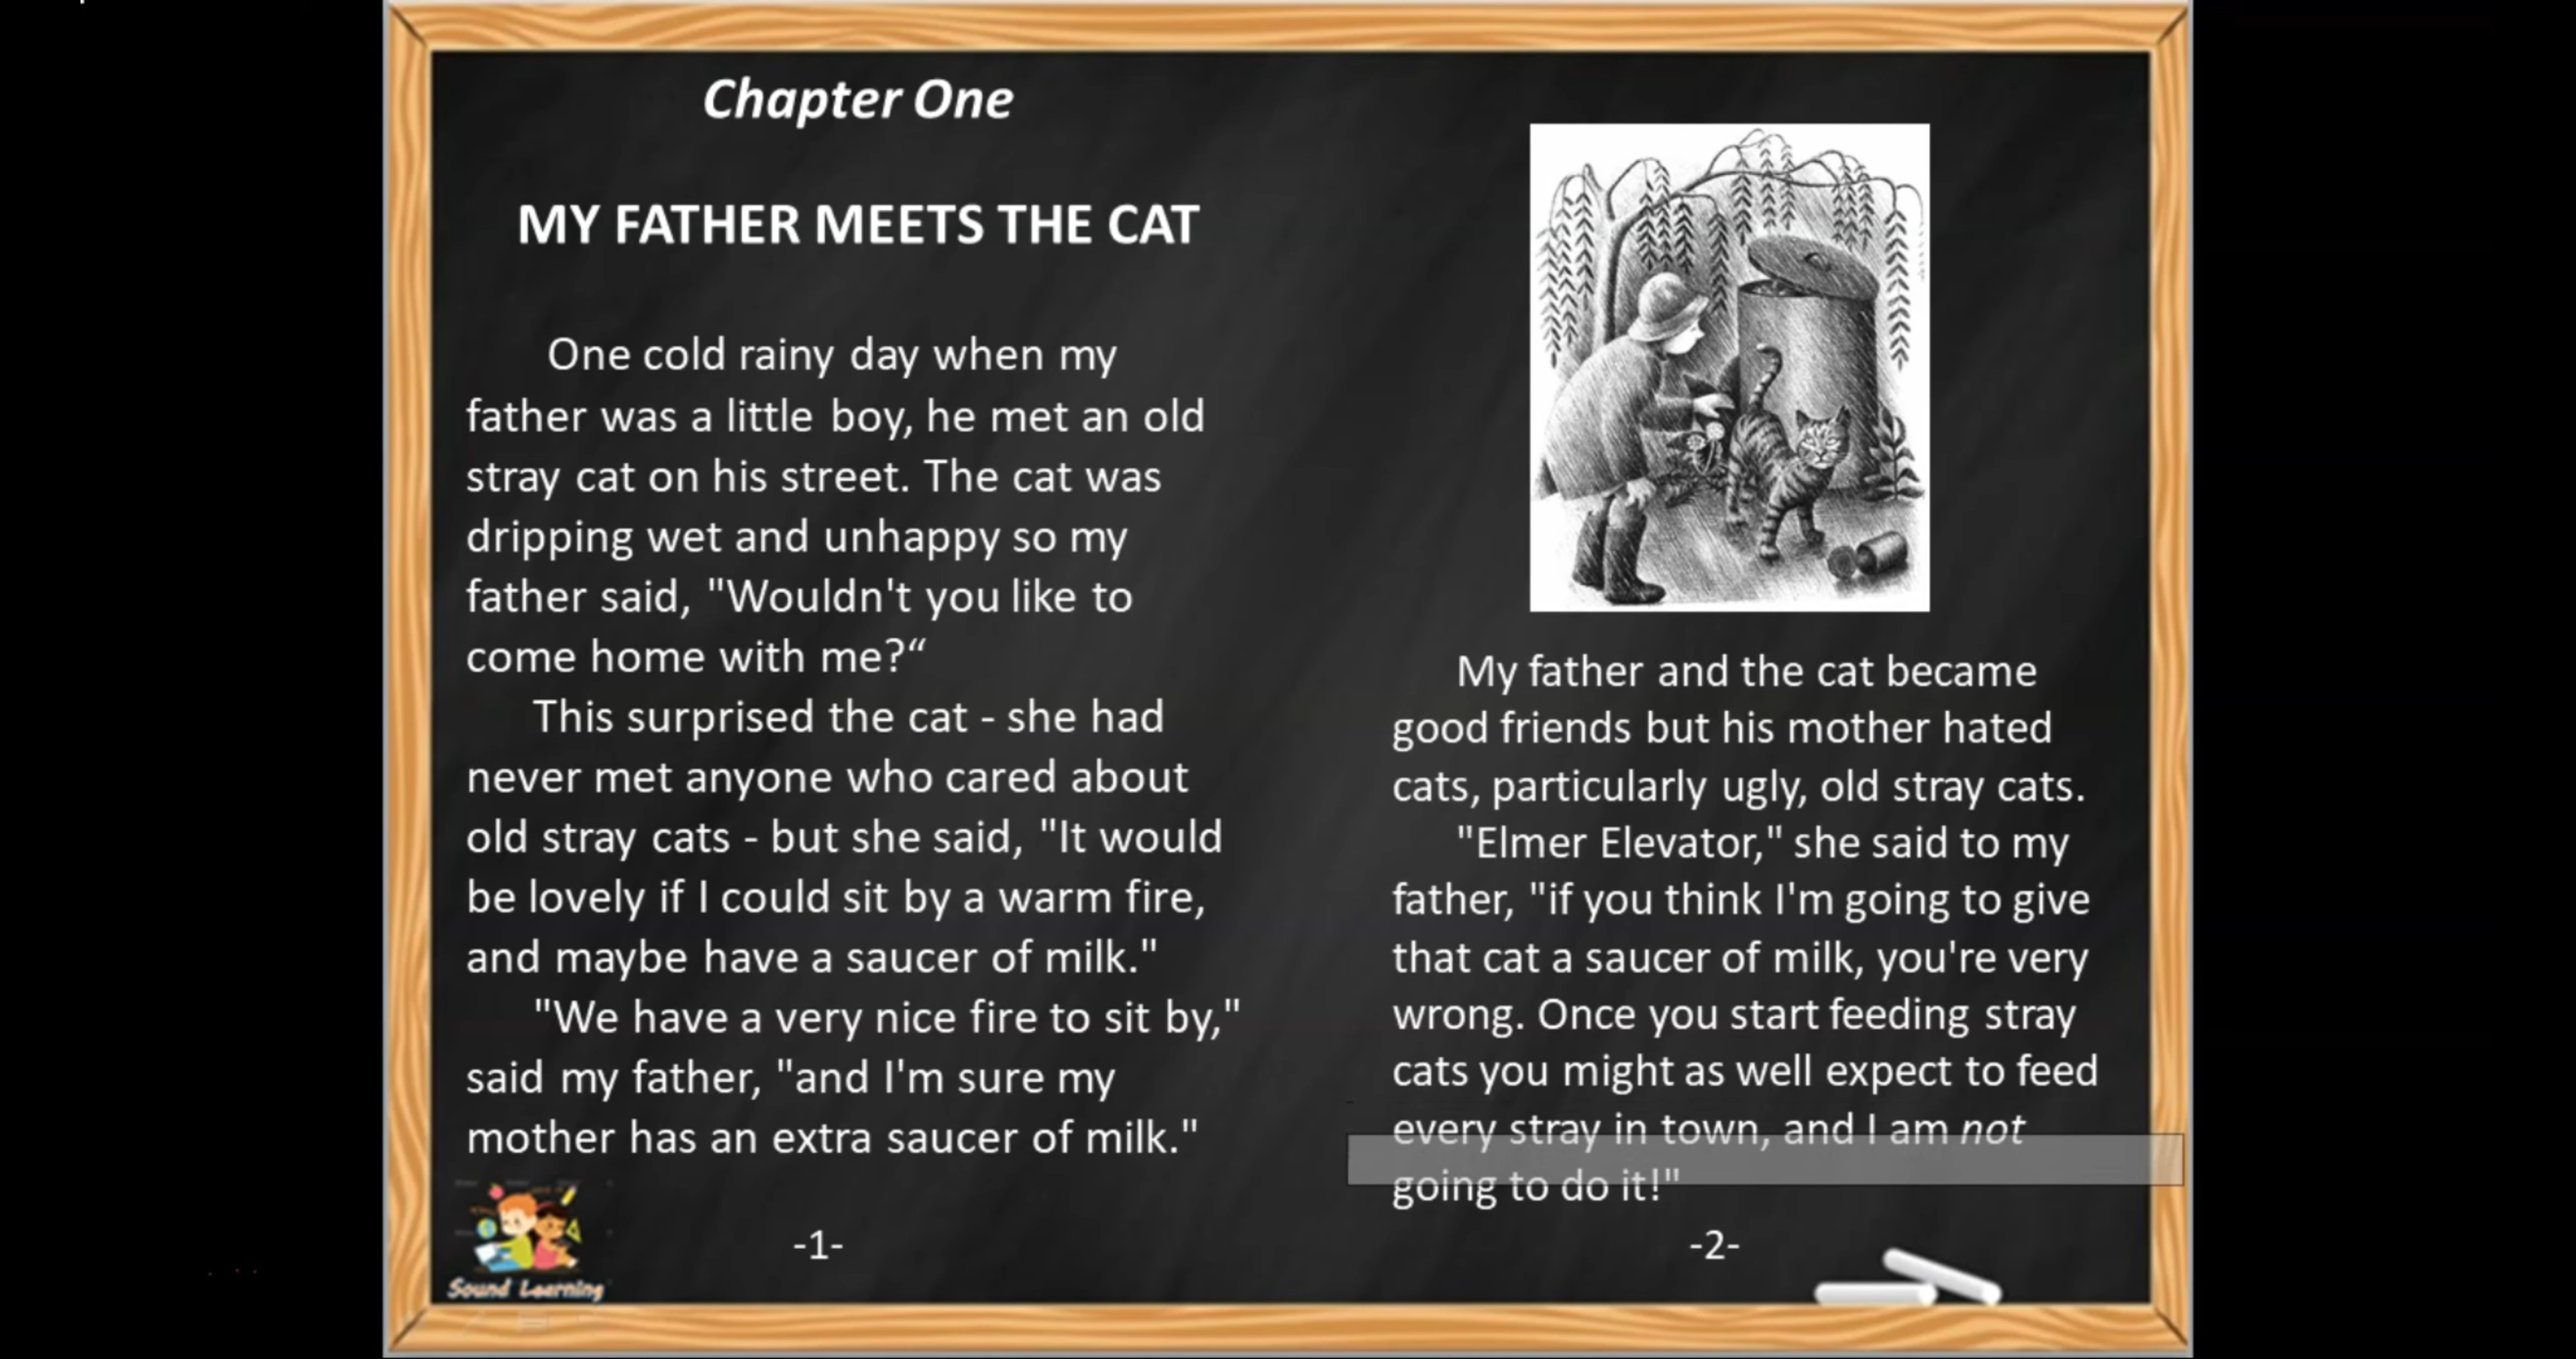 Chapter One
MY FATHER MEETS THE CAT
One cold rainy day when my
father was a little boy, he met an old
stray cat on his street. The cat was
dripping wet and unhappy so my
father said, "Wouldn't you like to
come home with me?“
This surprised the cat - she had
never met anyone who cared about
old stray cats - but she said, "It would
be lovely if I could sit by a warm fire,
and maybe have a saucer of milk."
"We have a very nice fire to sit by,"
said my father, "and I'm sure my
mother has an extra saucer of milk."
Sound Learning
-1-
My father and the cat became
good friends but his mother hated
cats, particularly ugly, old stray cats.
"Elmer Elevator," she said to my
father, "if you think I'm going to give
that cat a saucer of milk, you're very
wrong. Once you start feeding stray
cats you might as well expect to feed
every stray in town, and I am not
going to do it!"
-2-